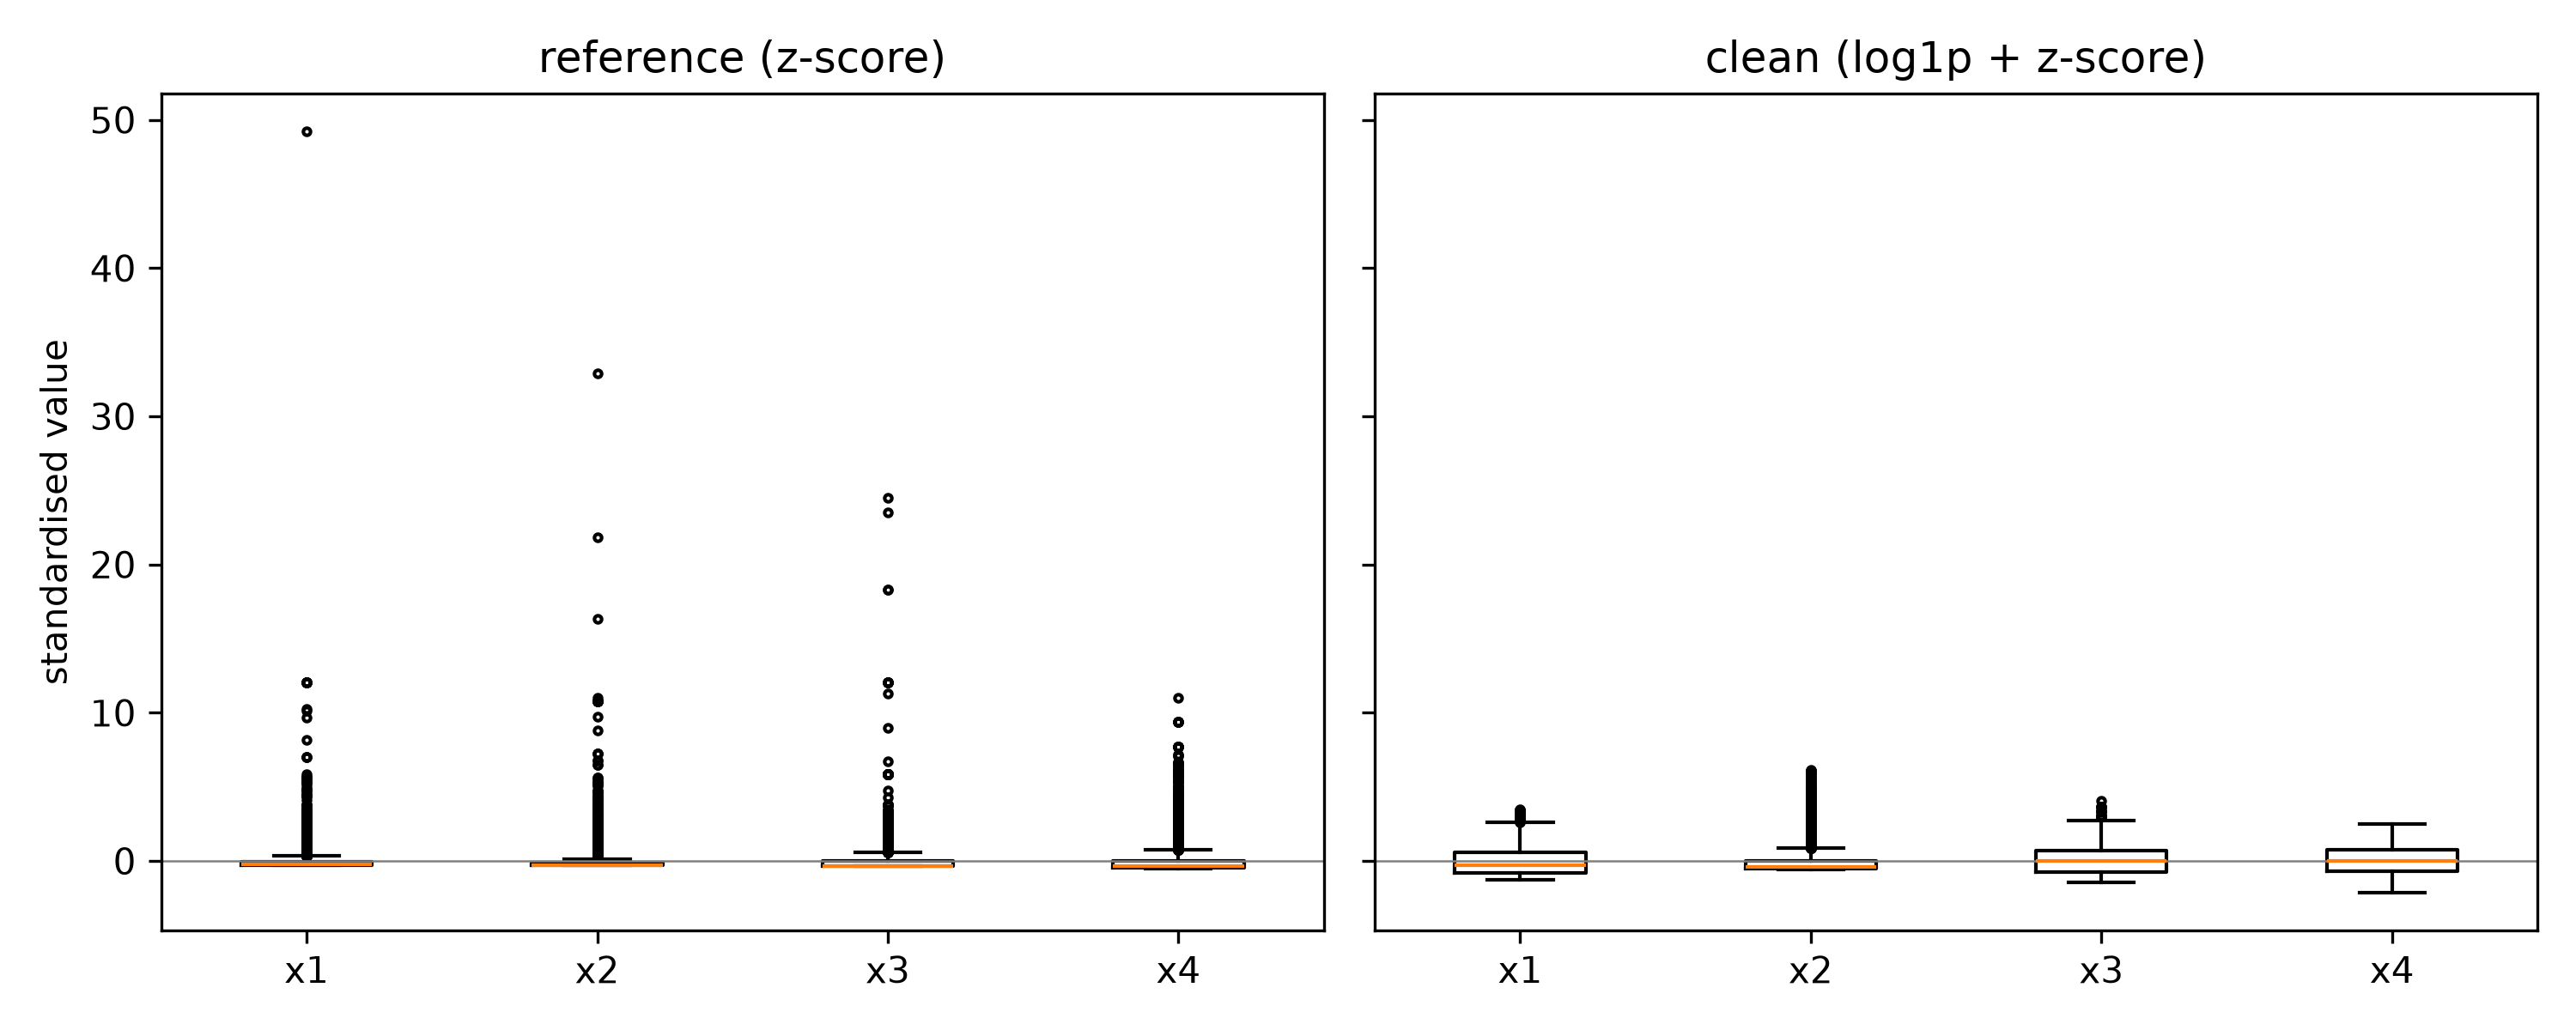 reference (z-score)
clean (log1p + z-score)
standardised value
50
40
30
20
10
0
x1
x2
x3
x4
x1
x2
x3
x4